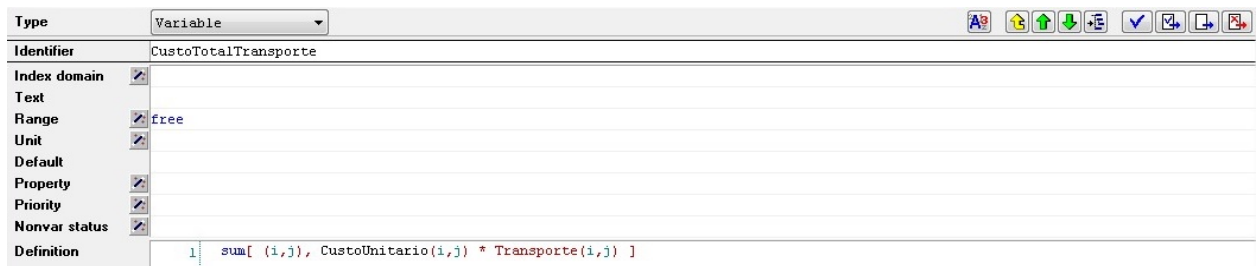 Type Variable
Identifier CustoTotalTransporte
Index domain
Text
Range free
Unit
Default
Property
Priority
Nonvar status
Definition 1 sum[ (i,j), CustoUnitario(i,j) * Transporte(i,j) ]